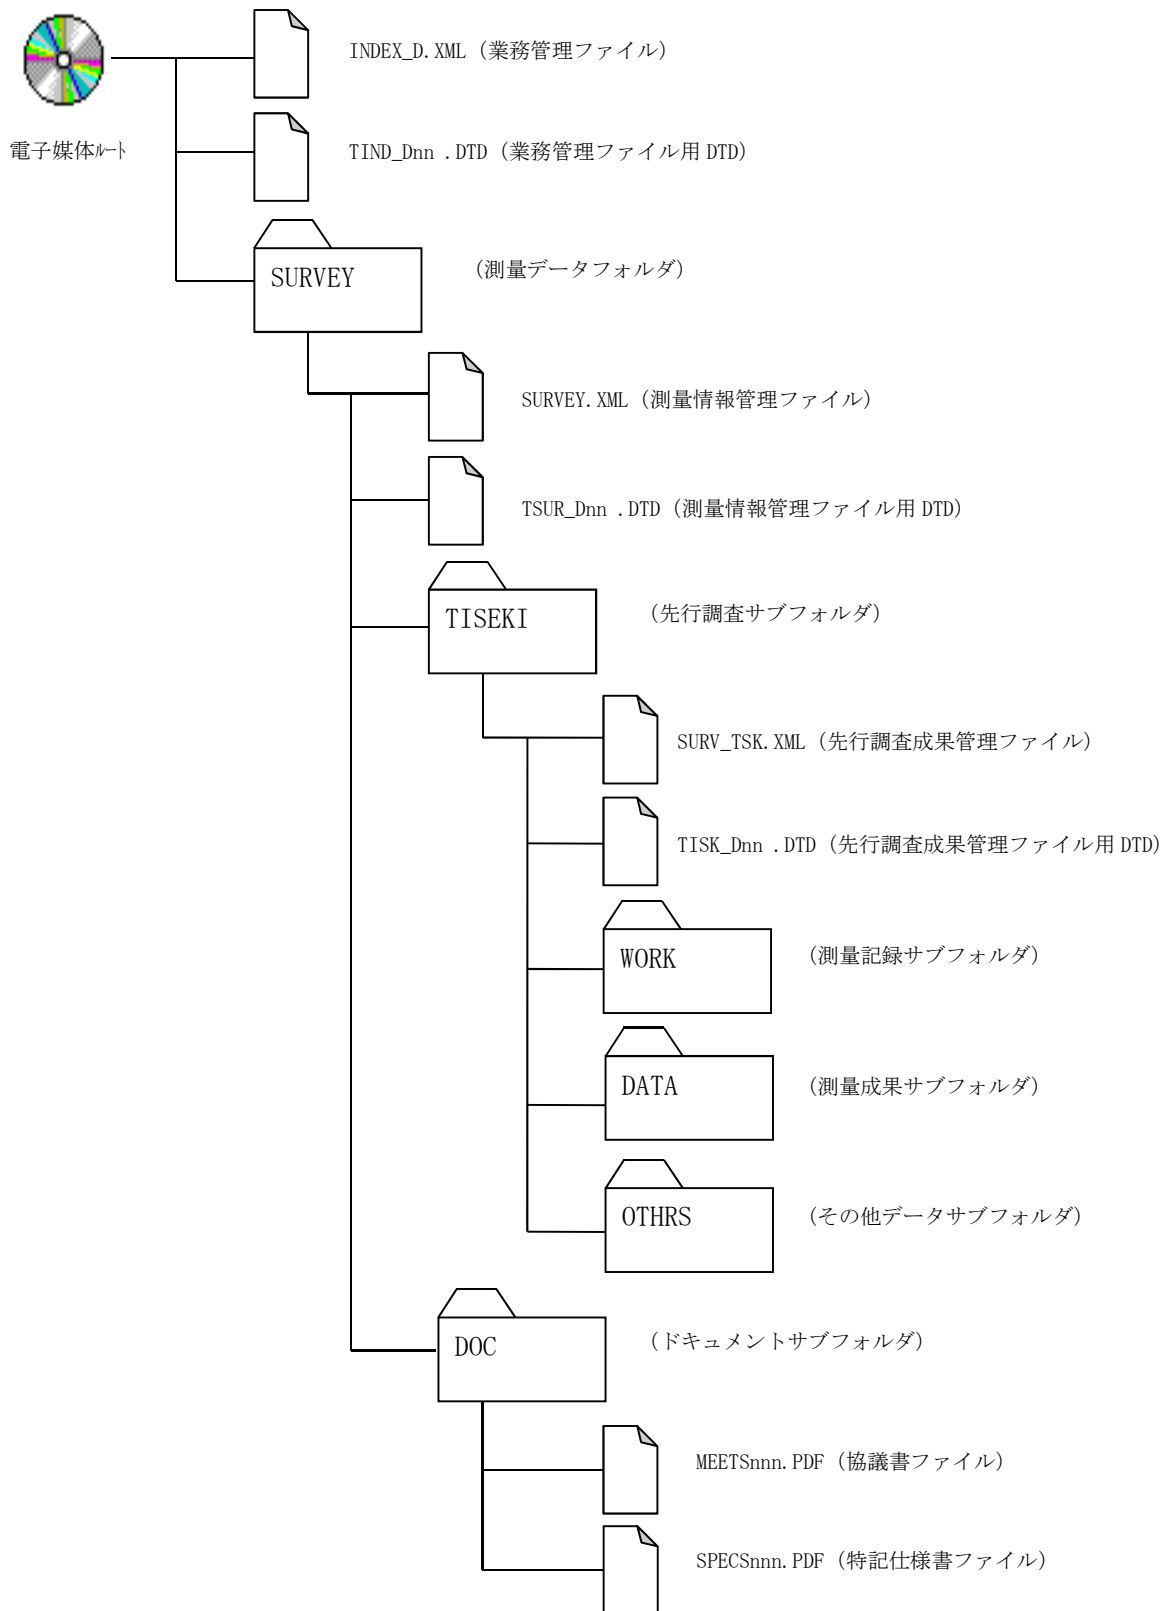 INDEX_D.XML（業務管理ファイル）
電子媒体ﾙｰﾄ
TIND_Dnn .DTD（業務管理ファイル用 DTD）
SURVEY
（測量データフォルダ）
SURVEY.XML（測量情報管理ファイル）
TSUR_Dnn .DTD（測量情報管理ファイル用 DTD）
TISEKI
（先行調査サブフォルダ）
SURV_TSK.XML（先行調査成果管理ファイル）
TISK_Dnn .DTD（先行調査成果管理ファイル用 DTD）
WORK
（測量記録サブフォルダ）
DATA
（測量成果サブフォルダ）
OTHRS
（その他データサブフォルダ）
DOC
（ドキュメントサブフォルダ）
MEETSnnn.PDF（協議書ファイル）
SPECSnnn.PDF（特記仕様書ファイル）